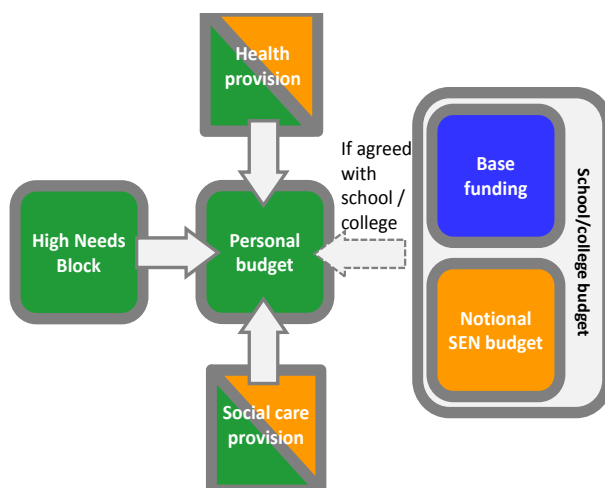 Health
provision
If agreed
with
school /
college
High Needs
Block
Personal
budget
Base
funding
Notional
SEN budget
School/college budget
Social care
provision